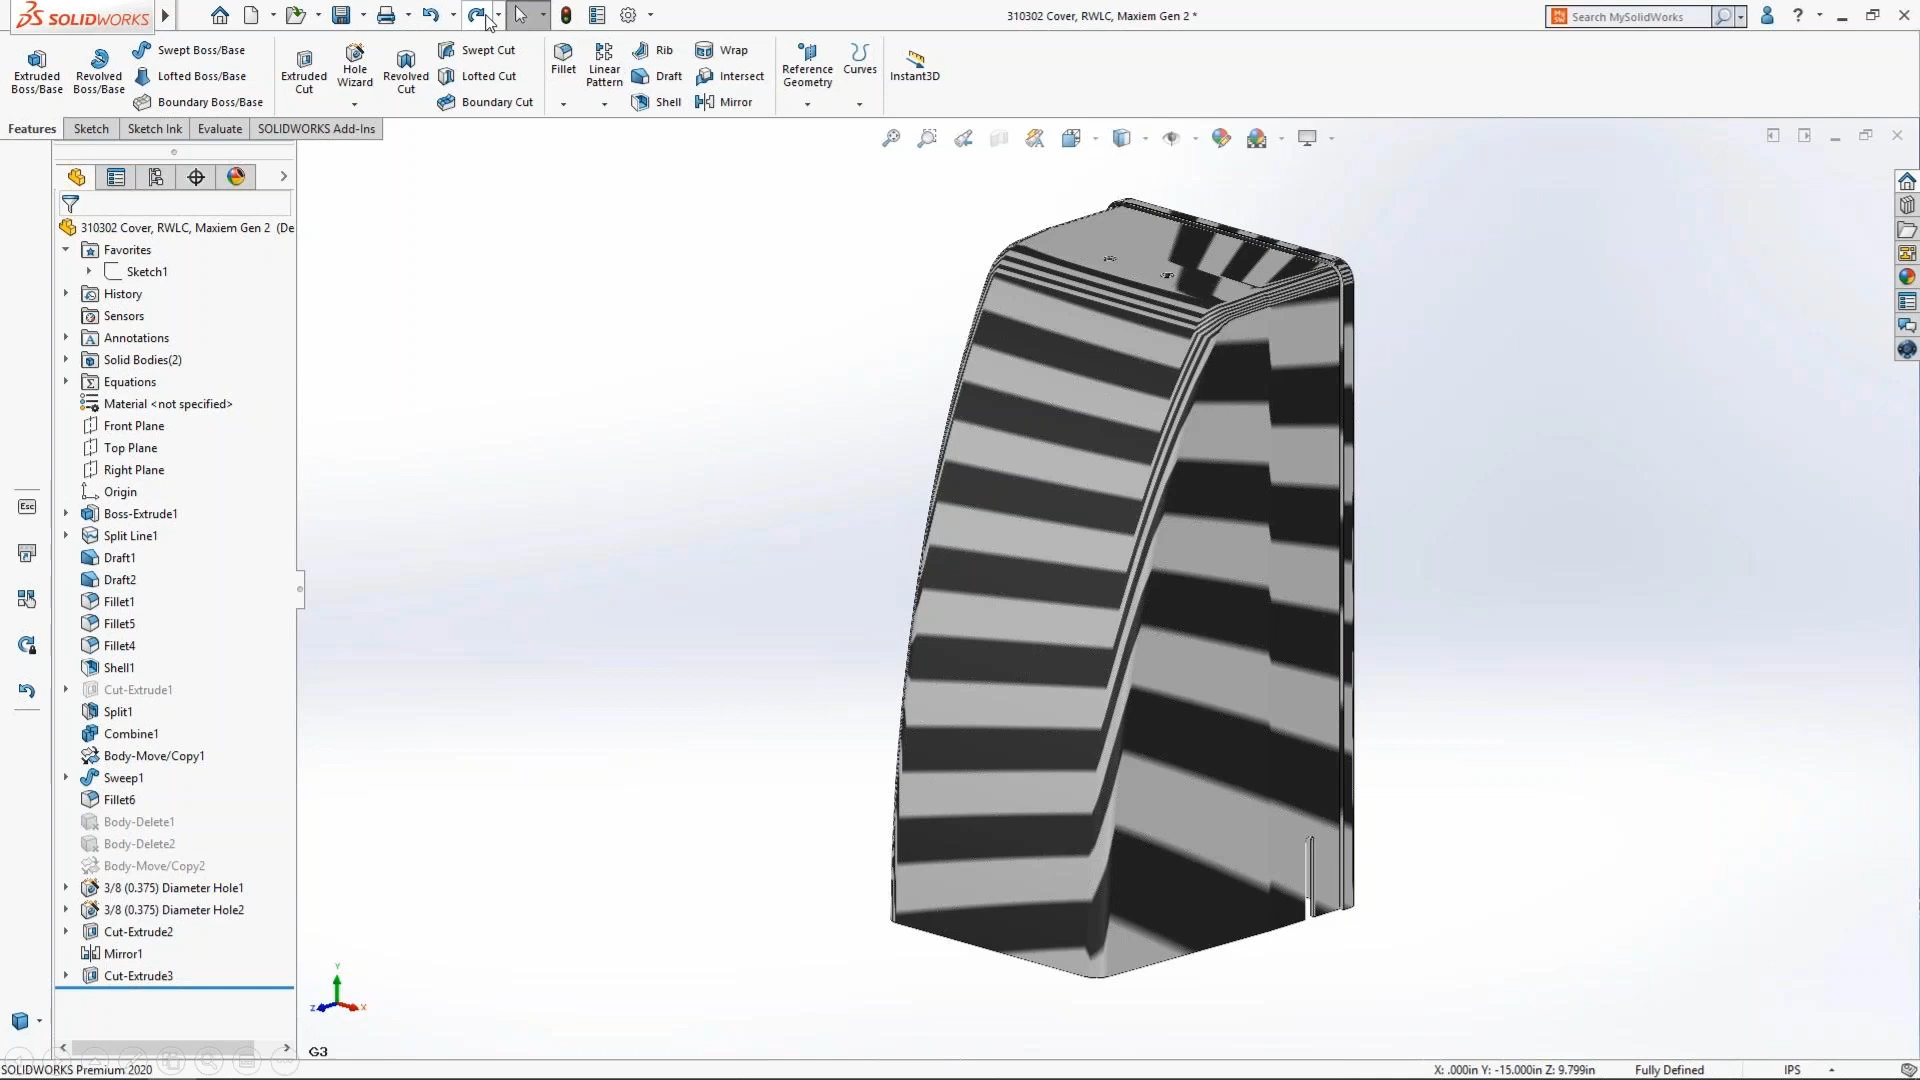 SOLIDWORKS
310302 Cover, RWLC, Maxiem Gen 2 *
Search MySolidWorks
?
Extruded Boss/Base
Revolved Boss/Base
Swept Boss/Base
Lofted Boss/Base
Boundary Boss/Base
Extruded Cut
Hole Wizard
Revolved Cut
Swept Cut
Lofted Cut
Boundary Cut
Fillet
Linear Pattern
Rib
Draft
Shell
Wrap
Intersect
Mirror
Reference Geometry
Curves
Instant3D
Features
Sketch
Sketch Ink
Evaluate
SOLIDWORKS Add-Ins
310302 Cover, RWLC, Maxiem Gen 2 (De
Favorites
Sketch1
History
Sensors
Annotations
Solid Bodies(2)
Equations
Material <not specified>
Front Plane
Top Plane
Right Plane
Origin
Boss-Extrude1
Split Line1
Draft1
Draft2
Fillet1
Fillet5
Fillet4
Shell1
Cut-Extrude1
Split1
Combine1
Body-Move/Copy1
Sweep1
Fillet6
Body-Delete1
Body-Delete2
Body-Move/Copy2
3/8 (0.375) Diameter Hole1
3/8 (0.375) Diameter Hole2
Cut-Extrude2
Mirror1
Cut-Extrude3
Esc
Y
Z
X
G3
SOLIDWORKS Premium 2020
X: .000in Y: -15.000in Z: 9.799in
Fully Defined
IPS